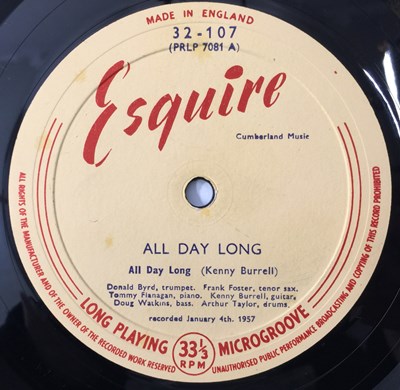 MADE IN ENGLAND
32-107
(PRLP 7081 A)
Esquire
Cumberland Music
ALL DAY LONG
All Day Long (Kenny Burrell)
Donald Byrd, trumpet. Frank Foster, tenor sax.
Tommy Flanagan, piano. Kenny Burrell, guitar,
Doug Watkins, bass. Arthur Taylor, drums.
recorded January 4th. 1957
LONG PLAYING 33⅓ RPM MICROGROOVE
ALL RIGHTS OF THE MANUFACTURER AND OF THE OWNER OF THE RECORDED WORK RESERVED
UNAUTHORISED PUBLIC PERFORMANCE BROADCASTING AND COPYING OF THIS RECORD PROHIBITED